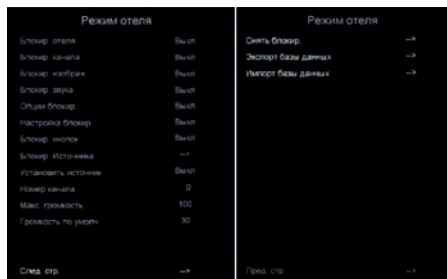 Режим отеля
Блокир. отеля Выкл
Блокир. канала Выкл
Блокир. изображ Выкл
Блокир. звука Выкл
Опции блокир. Выкл
Настройка блокир. Выкл
Блокир. кнопок Выкл
Блокир. Источника -->
Установить источник Выкл
Номер канала 0
Макс. громкость 100
Громкость по умолч. 30
След. стр. -->
Режим отеля
Снять блокир. -->
Экспорт базы данных -->
Импорт базы данных -->
Пред. стр.